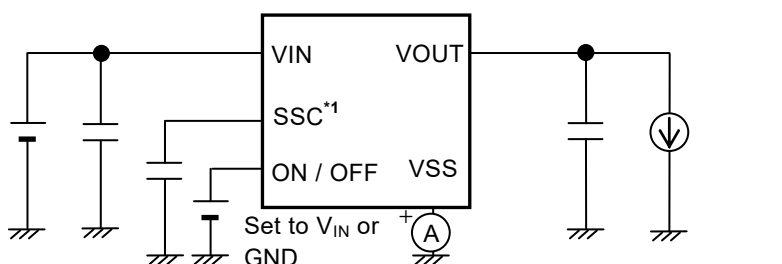 VIN
VOUT
SSC*1
ON / OFF
VSS
Set to VIN or
GND
+
A